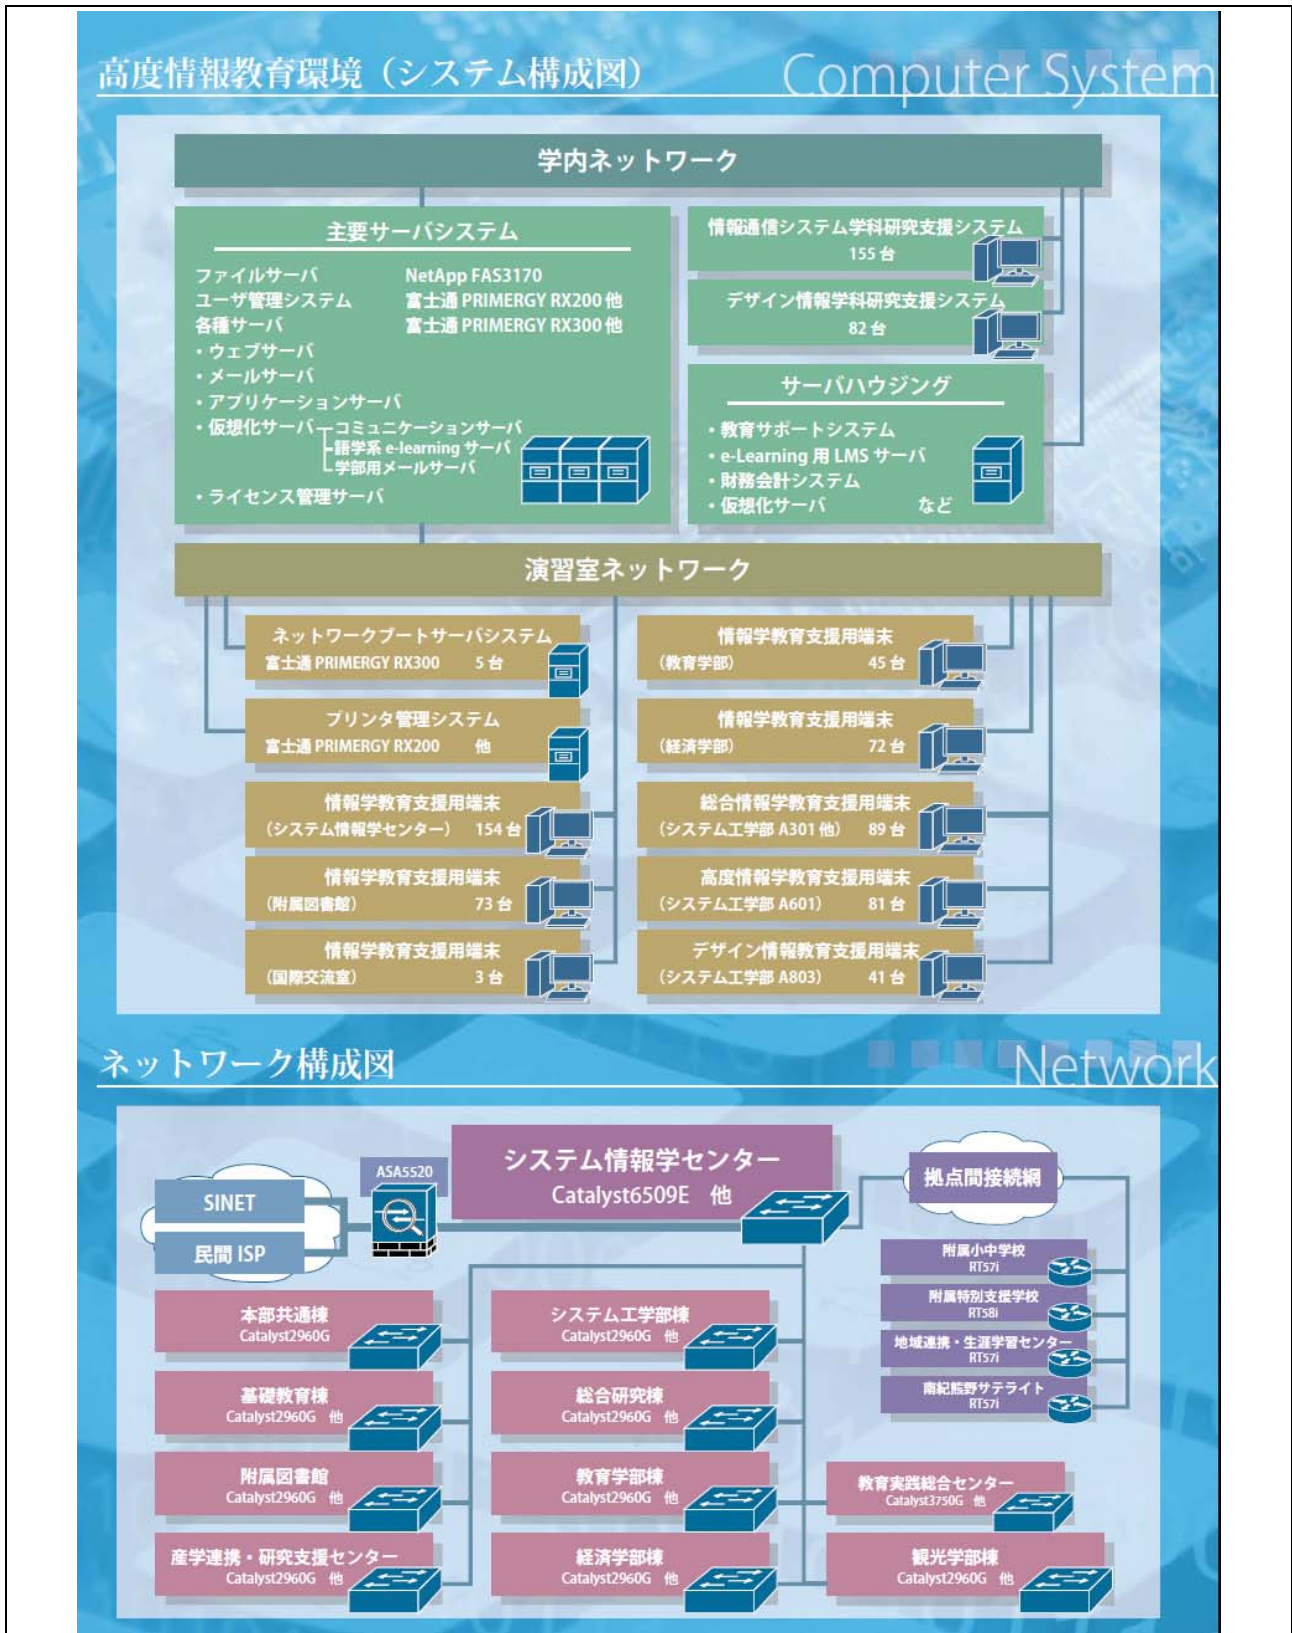 高度情報教育環境（システム構成図）
Computer System
学内ネットワーク
主要サーバシステム
ファイルサーバ NetApp FAS3170
ユーザ管理システム 富士通 PRIMERGY RX200 他
各種サーバ 富士通 PRIMERGY RX300 他
・ウェブサーバ
・メールサーバ
・アプリケーションサーバ
・仮想化サーバ コミュニケーションサーバ
語学系 e-learning サーバ
学部用メールサーバ
・ライセンス管理サーバ
情報通信システム学科研究支援システム
155 台
デザイン情報学科研究支援システム
82 台
サーバハウジング
・教育サポートシステム
・e-Learning 用 LMS サーバ
・財務会計システム
・仮想化サーバ など
演習室ネットワーク
ネットワークブートサーバシステム
富士通 PRIMERGY RX300 5 台
プリンタ管理システム
富士通 PRIMERGY RX200 他
情報学教育支援用端末
（システム情報学センター） 154 台
情報学教育支援用端末
（附属図書館） 73 台
情報学教育支援用端末
（国際交流室） 3 台
情報学教育支援用端末
（教育学部） 45 台
情報学教育支援用端末
（経済学部） 72 台
総合情報学教育支援用端末
（システム工学部 A301 他） 89 台
高度情報学教育支援用端末
（システム工学部 A601） 81 台
デザイン情報教育支援用端末
（システム工学部 A803） 41 台
ネットワーク構成図
Network
SINET
民間 ISP
ASA5520
システム情報学センター
Catalyst6509E 他
拠点間接続網
附属小中学校
RT57i
附属特別支援学校
RT58i
地域連携・生涯学習センター
RT57i
南紀熊野サテライト
RT57i
本部共通棟
Catalyst2960G
システム工学部棟
Catalyst2960G 他
基礎教育棟
Catalyst2960G 他
総合研究棟
Catalyst2960G 他
附属図書館
Catalyst2960G 他
教育学部棟
Catalyst2960G 他
教育実践総合センター
Catalyst3750G 他
産学連携・研究支援センター
Catalyst2960G 他
経済学部棟
Catalyst2960G 他
観光学部棟
Catalyst2960G 他